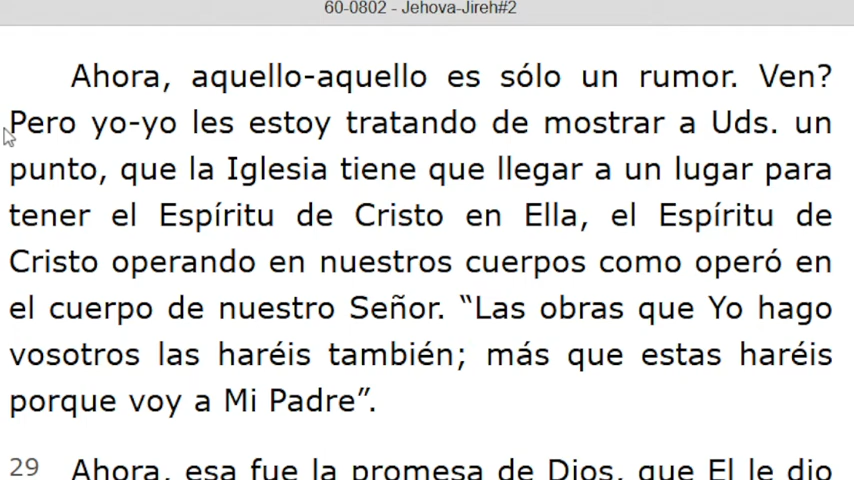 60-0802 - Jehova-Jireh#2
Ahora, aquello-aquello es sólo un rumor. Ven?
Pero yo-yo les estoy tratando de mostrar a Uds. un
punto, que la Iglesia tiene que llegar a un lugar para
tener el Espíritu de Cristo en Ella, el Espíritu de
Cristo operando en nuestros cuerpos como operó en
el cuerpo de nuestro Señor. “Las obras que Yo hago
vosotros las haréis también; más que estas haréis
porque voy a Mi Padre”.
29 Ahora, esa fue la promesa de Dios, que El le dio